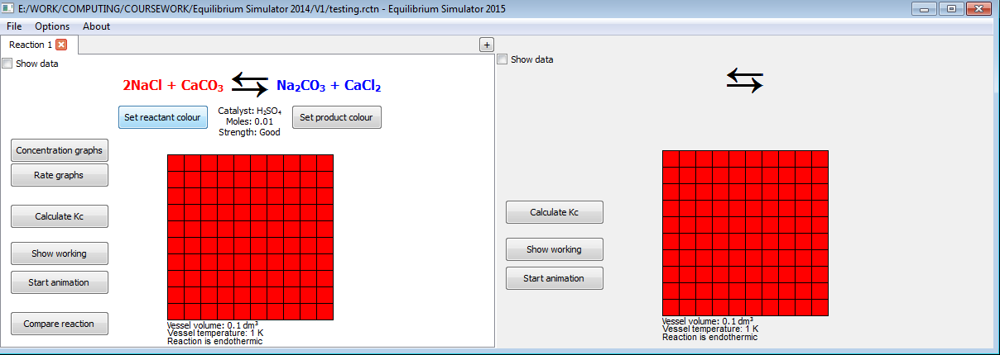 E:/WORK/COMPUTING/COURSEWORK/Equilibrium Simulator 2014/V1/testing.rctn - Equilibrium Simulator 2015
File Options About
Reaction 1
+
Show data
2NaCl + CaCO₃ ⇆ Na₂CO₃ + CaCl₂
Set reactant colour
Catalyst: H₂SO₄
Moles: 0.01
Strength: Good
Set product colour
Concentration graphs
Rate graphs
Calculate Kc
Show working
Start animation
Compare reaction
Vessel volume: 0.1 dm³
Vessel temperature: 1 K
Reaction is endothermic
Show data
⇆
Calculate Kc
Show working
Start animation
Vessel volume: 0.1 dm³
Vessel temperature: 1 K
Reaction is endothermic